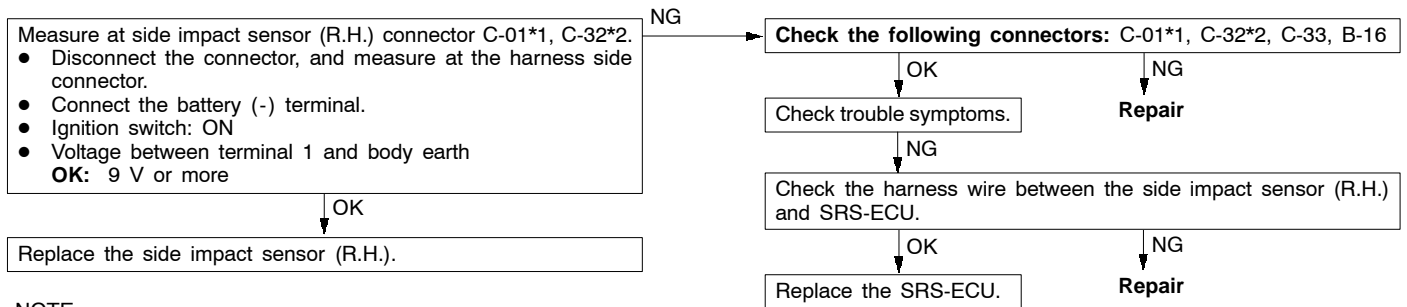 Measure at side impact sensor (R.H.) connector C-01*1, C-32*2.
● Disconnect the connector, and measure at the harness side
connector.
● Connect the battery (-) terminal.
● Ignition switch: ON
● Voltage between terminal 1 and body earth
OK: 9 V or more
OK
Replace the side impact sensor (R.H.).
NG
Check the following connectors: C-01*1, C-32*2, C-33, B-16
OK
NG
Check trouble symptoms.
Repair
NG
Check the harness wire between the side impact sensor (R.H.)
and SRS-ECU.
OK
NG
Replace the SRS-ECU.
Repair